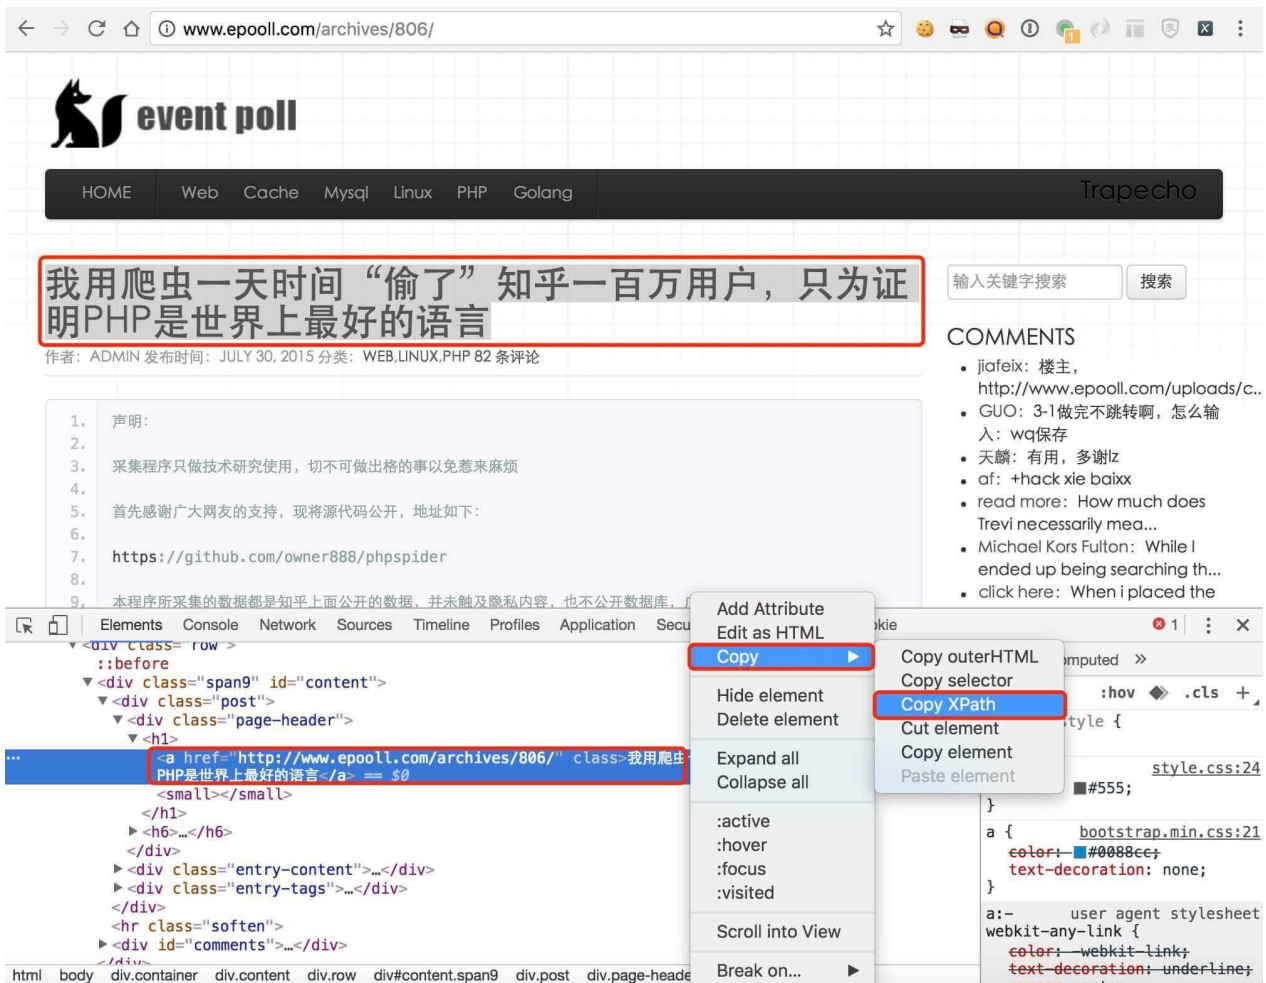 www.epooll.com/archives/806/
1
event poll
HOME Web Cache Mysql Linux PHP Golang Trapecho
我用爬虫一天时间“偷了”知乎一百万用户，只为证
明PHP是世界上最好的语言
作者：ADMIN 发布时间：JULY 30, 2015 分类：WEB,LINUX,PHP 82 条评论
1. 声明：
2.
3. 采集程序只做技术研究使用，切不可做出格的事以免惹来麻烦
4.
5. 首先感谢广大网友的支持，现将源代码公开，地址如下：
6.
7. https://github.com/owner888/phpspider
8.
9. 本程序所采集的数据都是知乎上面公开的数据，并未触及隐私内容，也不公开数据库，
输入关键字搜索 搜索
COMMENTS
jiafeix：楼主，
http://www.epooll.com/uploads/c...
GUO：3-1做完不跳转啊，怎么输
入：wq保存
天麟：有用，多谢lz
af：+hack xie baixx
read more：How much does
Trevi necessarily mea...
Michael Kors Fulton：While I
ended up being searching th...
click here：When i placed the
Elements Console Network Sources Timeline Profiles Application Secu kie 1
<div class="row">
::before
<div class="span9" id="content">
<div class="post">
<div class="page-header">
<h1>
<a href="http://www.epooll.com/archives/806/" class>我用爬虫
PHP是世界上最好的语言</a> == $0
<small></small>
</h1>
<h6>…</h6>
</div>
<div class="entry-content">…</div>
<div class="entry-tags">…</div>
</div>
<hr class="soften">
<div id="comments">…</div>
</div>
html body div.container div.content div.row div#content.span9 div.post div.page-heade
Add Attribute
Edit as HTML
Copy
Hide element
Delete element
Expand all
Collapse all
:active
:hover
:focus
:visited
Scroll into View
Break on...
Copy outerHTML
Copy selector
Copy XPath
Cut element
Copy element
Paste element
omputed »
:hov .cls +
tyle {
style.css:24
#555;
}
a { bootstrap.min.css:21
color: #0088cc;
text-decoration: none;
}
a:- user agent stylesheet
webkit-any-link {
color: -webkit-link;
text-decoration: underline;